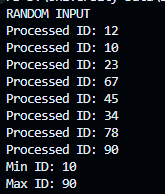 RANDOM INPUT
Processed ID: 12
Processed ID: 10
Processed ID: 23
Processed ID: 67
Processed ID: 45
Processed ID: 34
Processed ID: 78
Processed ID: 90
Min ID: 10
Max ID: 90